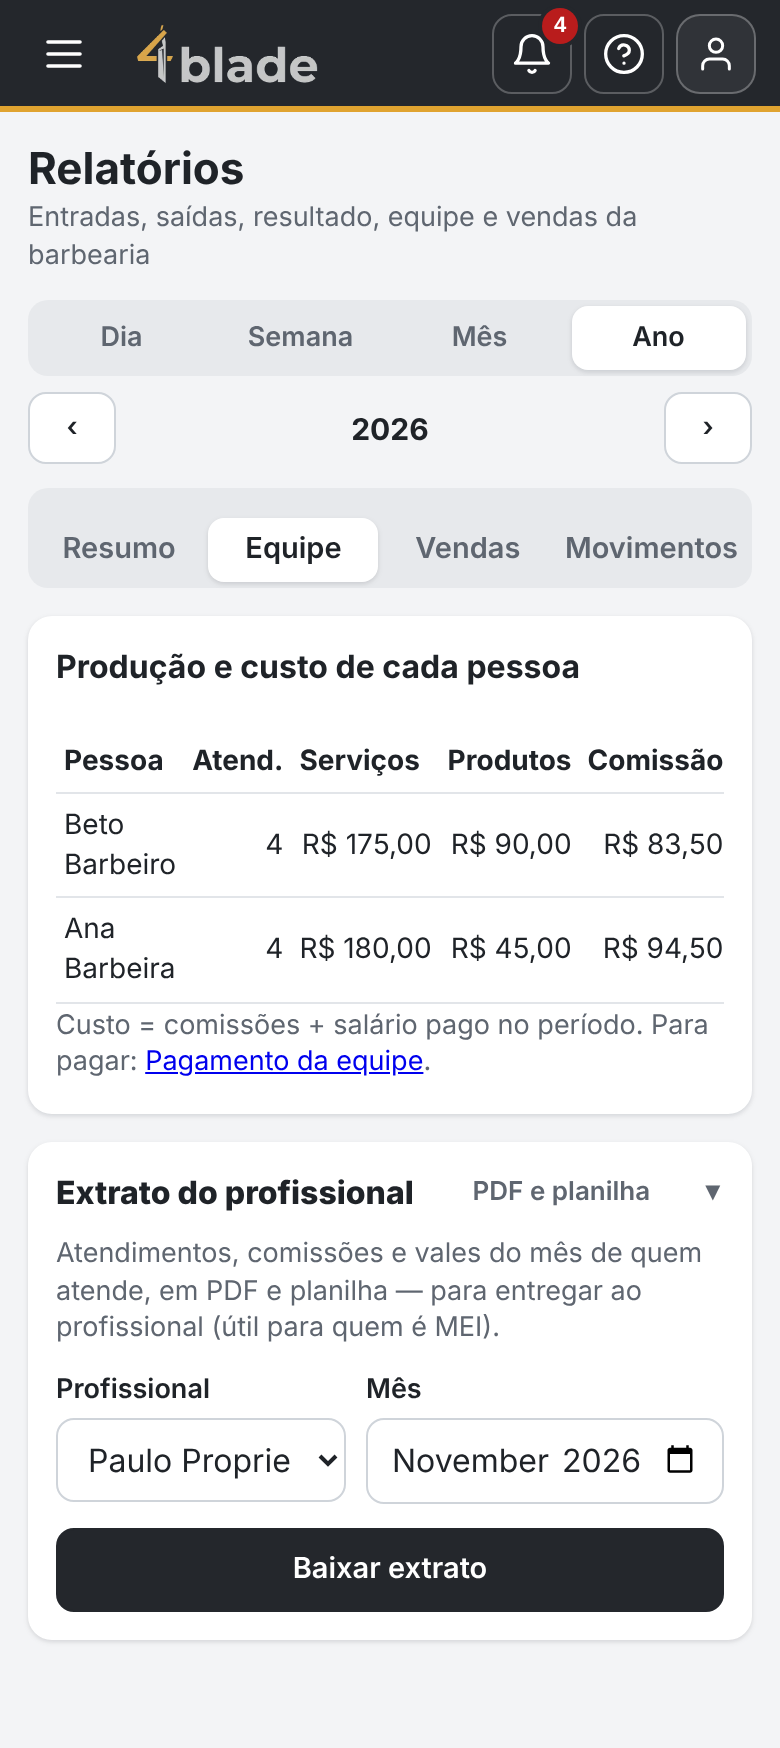 4blade
4
Relatórios
Entradas, saídas, resultado, equipe e vendas da
barbearia
Dia Semana Mês Ano
‹ 2026 ›
Resumo Equipe Vendas Movimentos
Produção e custo de cada pessoa
Pessoa Atend. Serviços Produtos Comissão
Beto
Barbeiro 4 R$ 175,00 R$ 90,00 R$ 83,50
Ana
Barbeira 4 R$ 180,00 R$ 45,00 R$ 94,50
Custo = comissões + salário pago no período. Para
pagar: Pagamento da equipe.
Extrato do profissional PDF e planilha ▼
Atendimentos, comissões e vales do mês de quem
atende, em PDF e planilha — para entregar ao
profissional (útil para quem é MEI).
Profissional Mês
Paulo Proprie November 2026
Baixar extrato